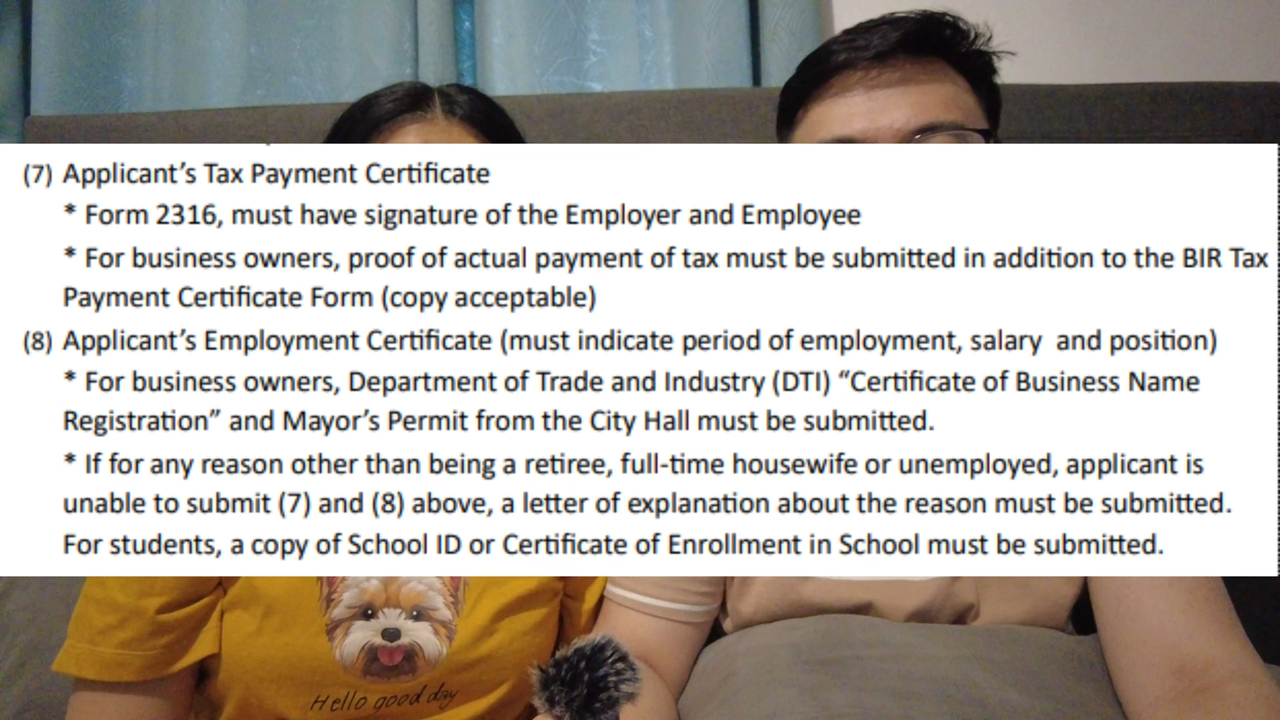 (7) Applicant's Tax Payment Certificate
* Form 2316, must have signature of the Employer and Employee
* For business owners, proof of actual payment of tax must be submitted in addition to the BIR Tax
Payment Certificate Form (copy acceptable)
(8) Applicant's Employment Certificate (must indicate period of employment, salary  and position)
* For business owners, Department of Trade and Industry (DTI) “Certificate of Business Name
Registration” and Mayor's Permit from the City Hall must be submitted.
* If for any reason other than being a retiree, full-time housewife or unemployed, applicant is
unable to submit (7) and (8) above, a letter of explanation about the reason must be submitted.
For students, a copy of School ID or Certificate of Enrollment in School must be submitted.
Hello good day